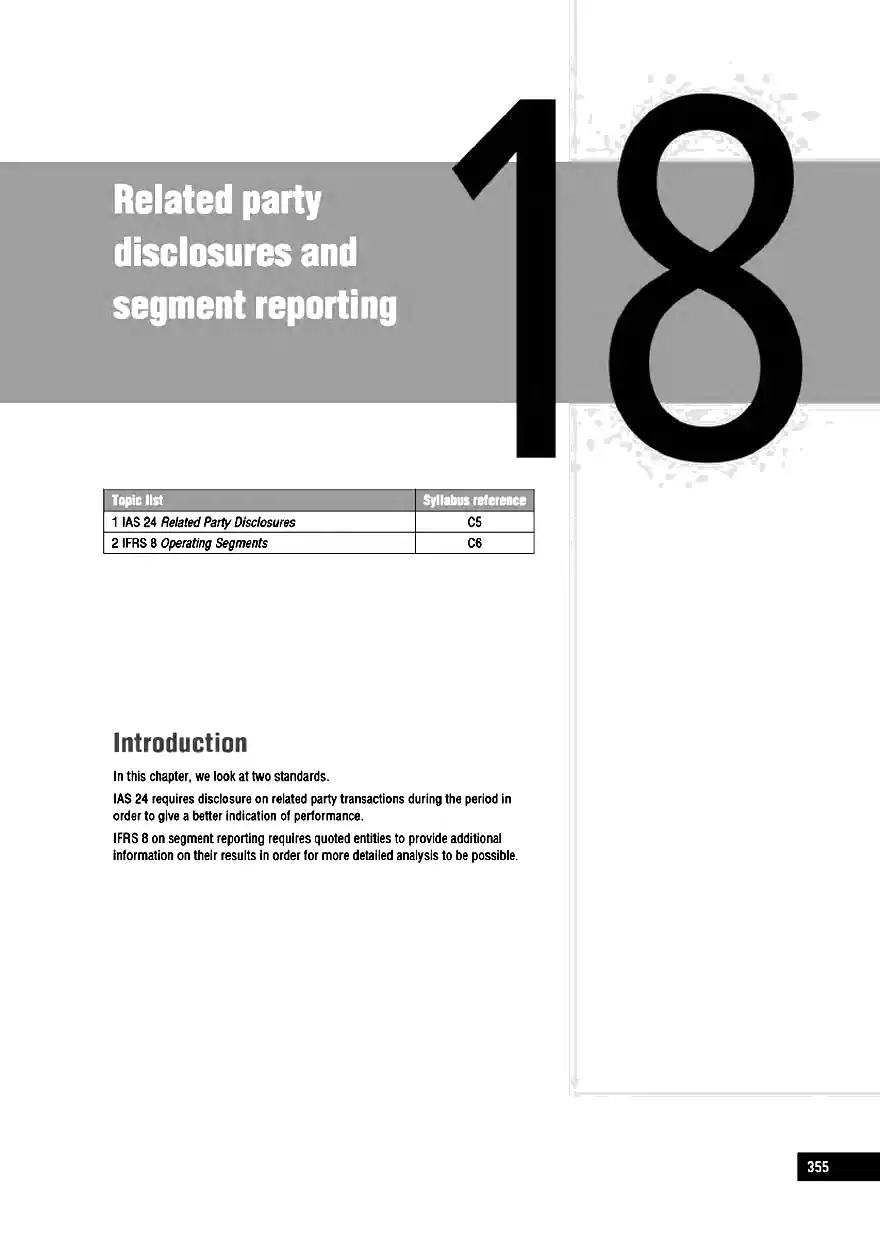 18
Related party
disclosures and
segment reporting
Topic list Syllabus reference
1 IAS 24 Related Party Disclosures C5
2 IFRS 8 Operating Segments C6
Introduction
In this chapter, we look at two standards.
IAS 24 requires disclosure on related party transactions during the period in
order to give a better indication of performance.
IFRS 8 on segment reporting requires quoted entities to provide additional
information on their results in order for more detailed analysis to be possible.
355